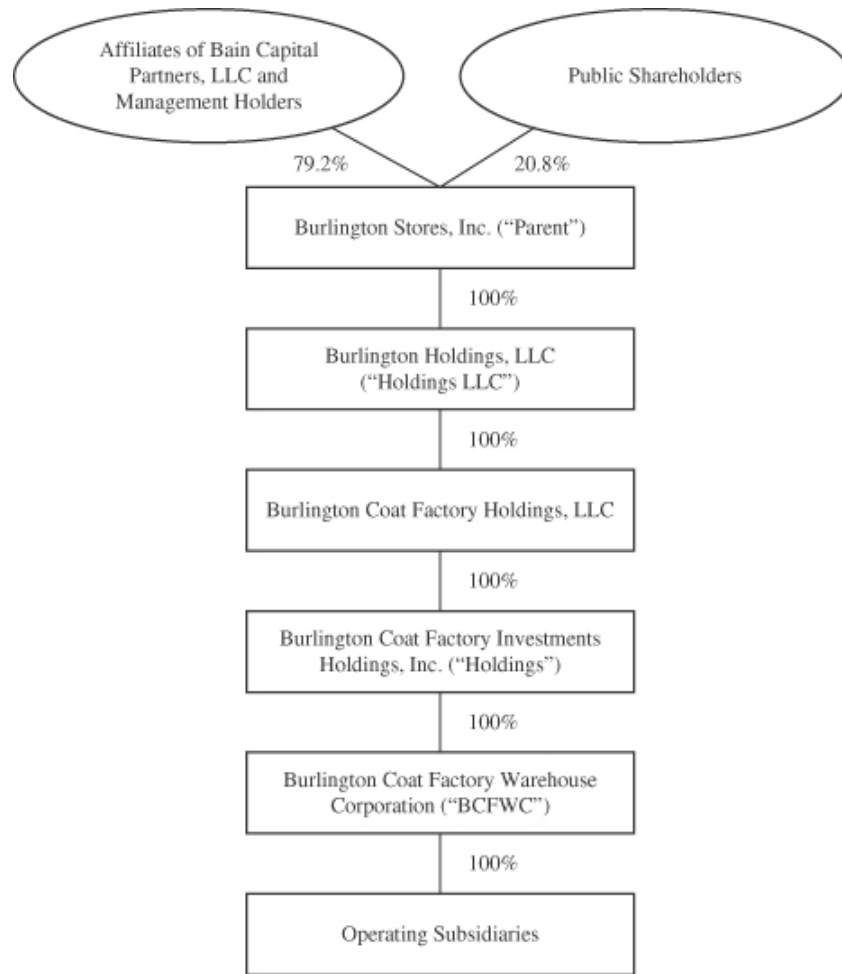 Affiliates of Bain Capital
Partners, LLC and
Management Holders
Public Shareholders
79.2%
20.8%
Burlington Stores, Inc. (“Parent”)
100%
Burlington Holdings, LLC
(“Holdings LLC”)
100%
Burlington Coat Factory Holdings, LLC
100%
Burlington Coat Factory Investments
Holdings, Inc. (“Holdings”)
100%
Burlington Coat Factory Warehouse
Corporation (“BCFWC”)
100%
Operating Subsidiaries